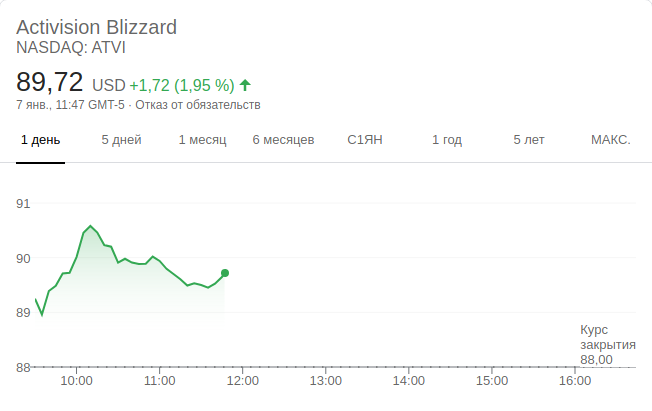 Activision Blizzard
NASDAQ: ATVI
89,72 USD +1,72 (1,95 %)
7 янв., 11:47 GMT-5 · Отказ от обязательств
1 день 5 дней 1 месяц 6 месяцев С1ЯН 1 год 5 лет МАКС.
91
90
89
Курс
закрытия
88,00
88
10:00 11:00 12:00 13:00 14:00 15:00 16:00